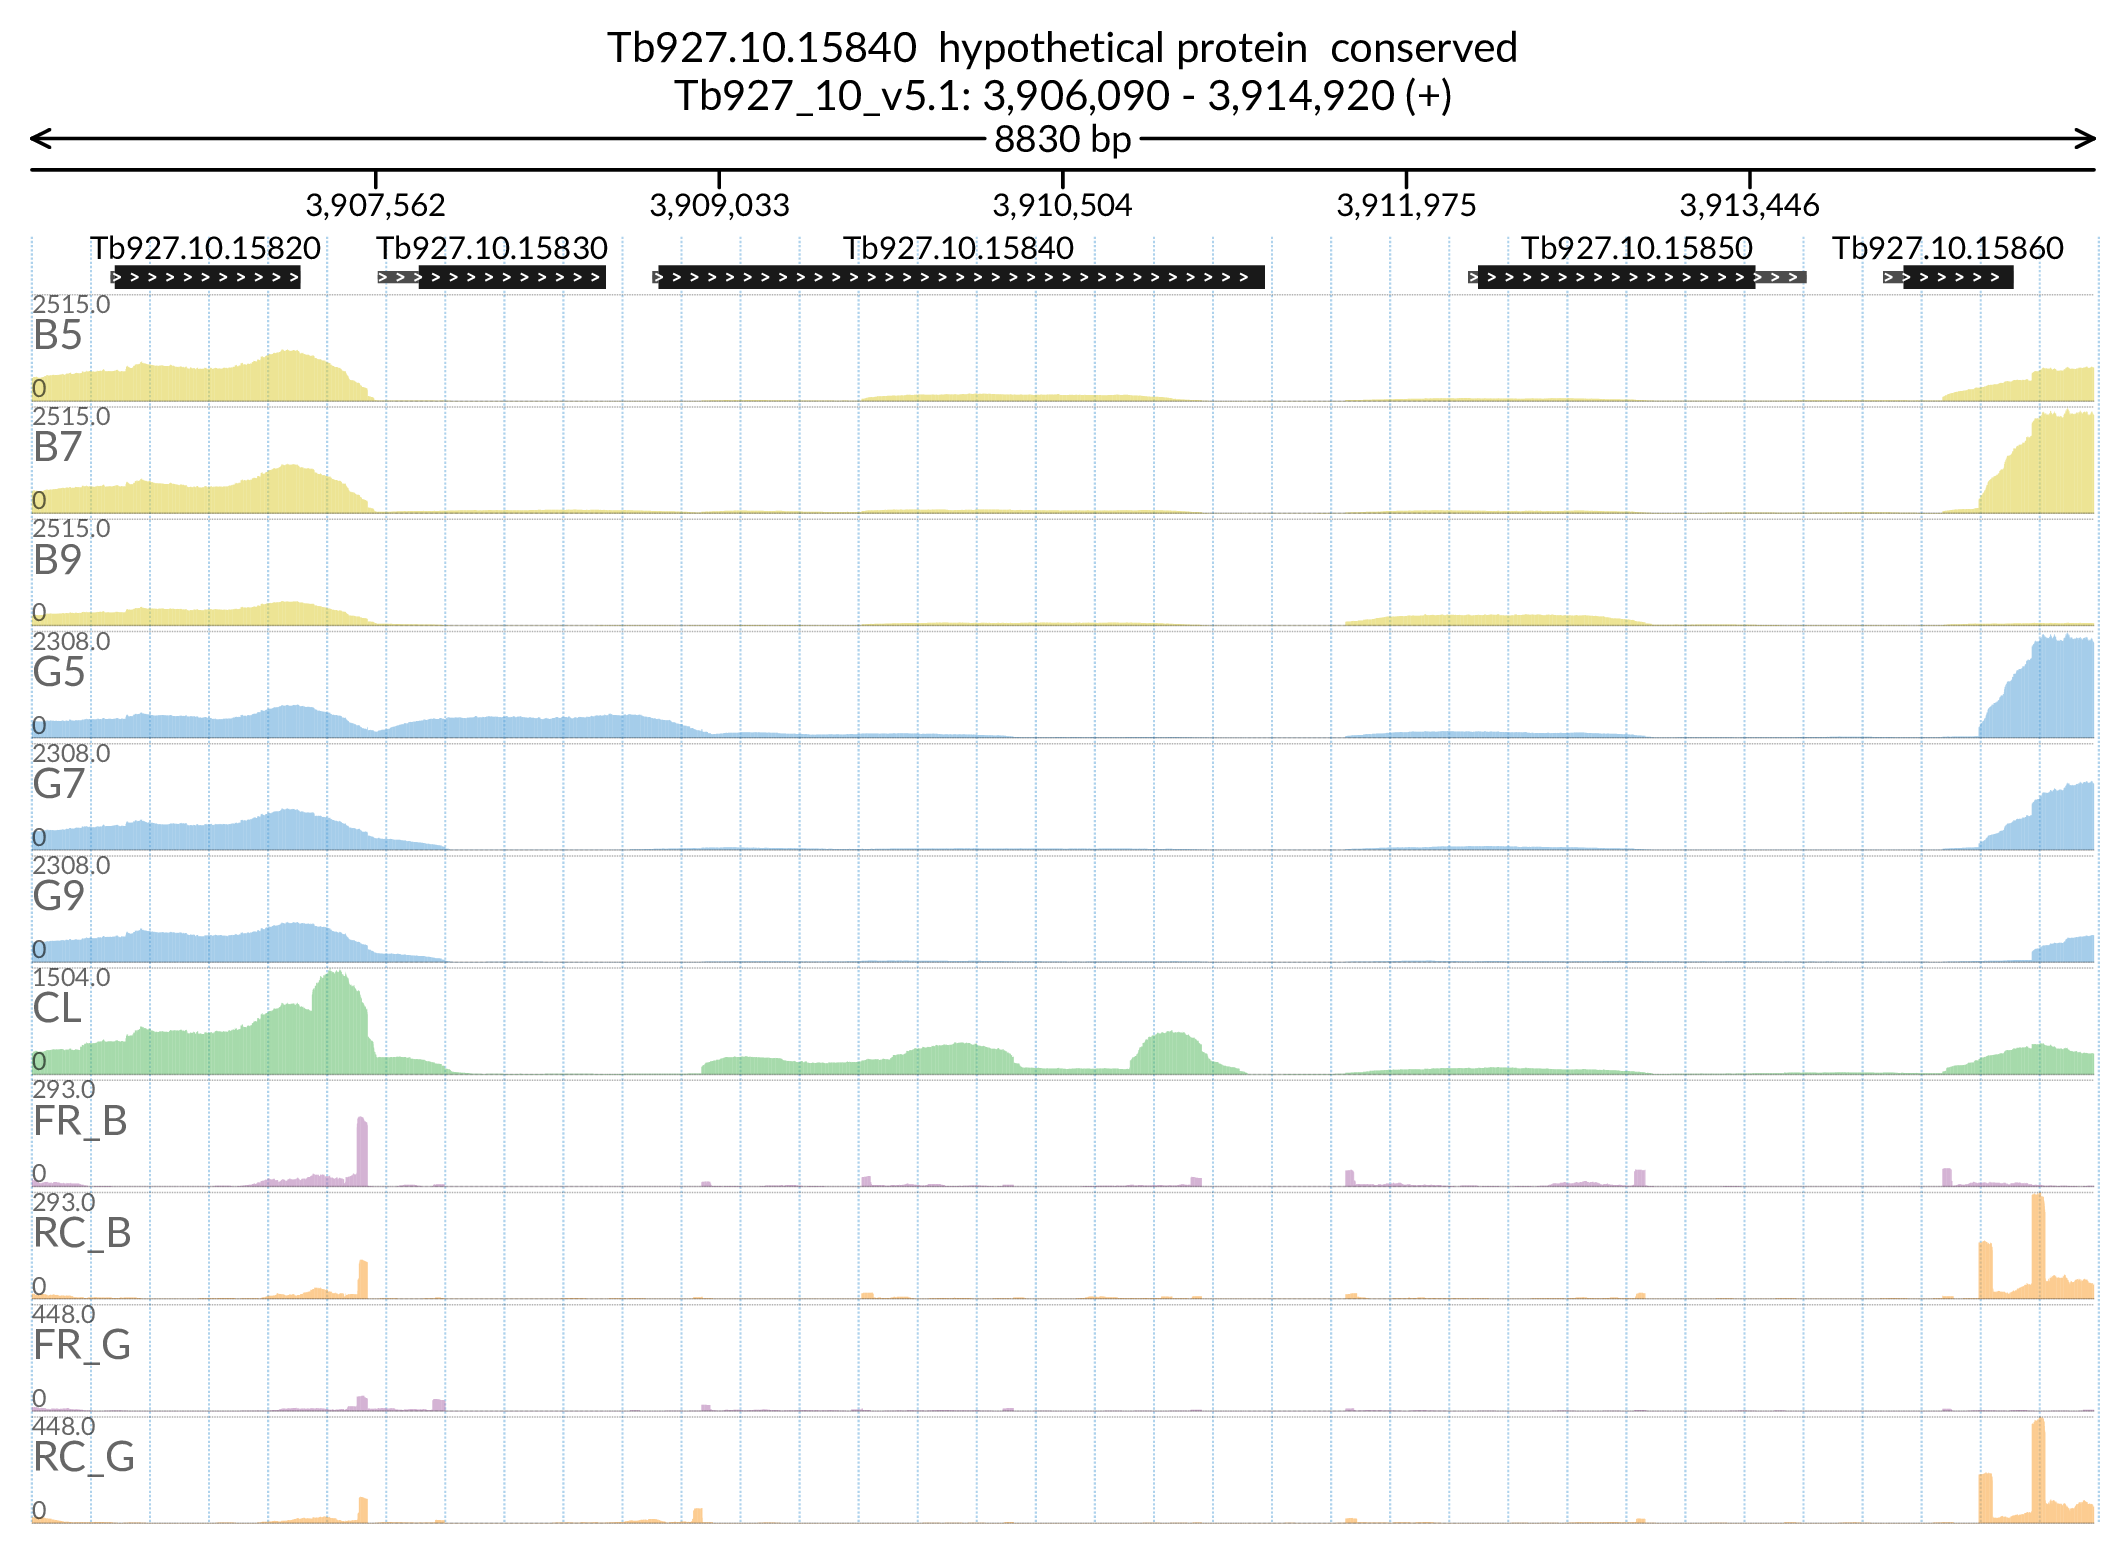 Tb927.10.15840  hypothetical protein  conserved
Tb927_10_v5.1: 3,906,090 - 3,914,920 (+)
8830 bp
3,907,562 3,909,033 3,910,504 3,911,975 3,913,446
Tb927.10.15820 Tb927.10.15830 Tb927.10.15840 Tb927.10.15850 Tb927.10.15860
2515.0
B5
0
2515.0
B7
0
2515.0
B9
0
2308.0
G5
0
2308.0
G7
0
2308.0
G9
0
1504.0
CL
0
293.0
FR_B
0
293.0
RC_B
0
448.0
FR_G
0
448.0
RC_G
0